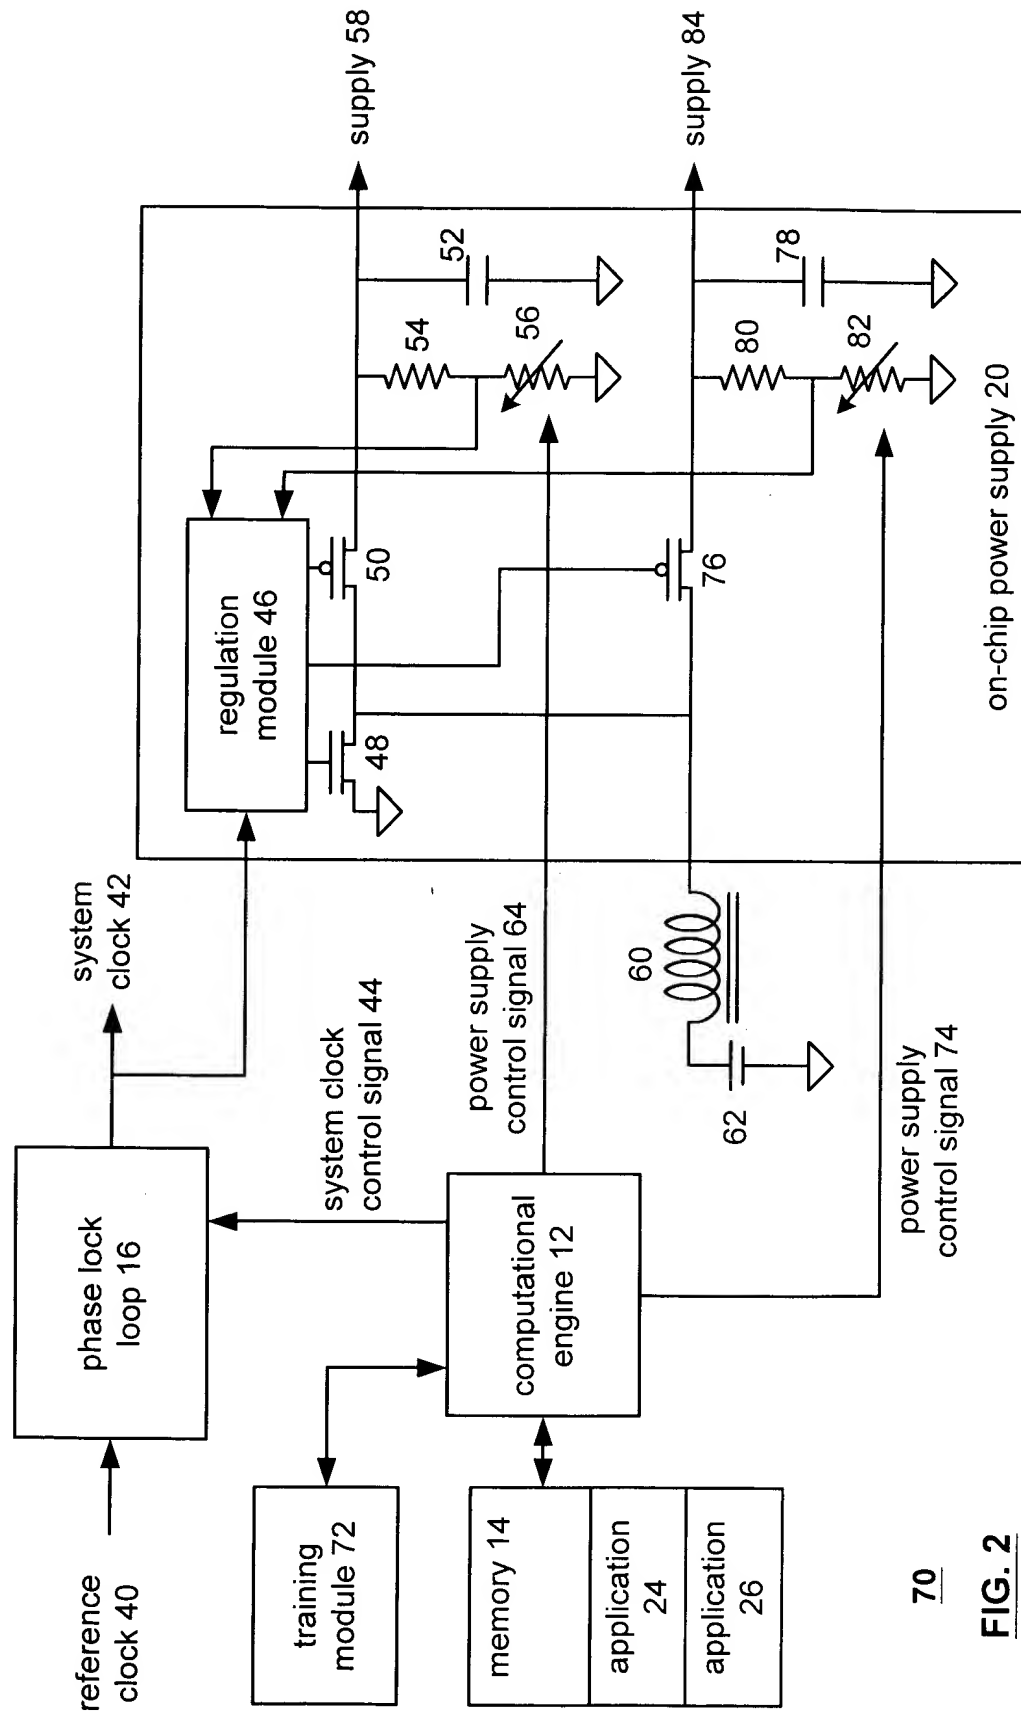 reference
clock 40
phase lock
loop 16
system
clock 42
training
module 72
system clock
control signal 44
memory 14
application
24
application
26
computational
engine 12
power supply
control signal 64
power supply
control signal 74
60
62
regulation
module 46
48
50
76
54
56
52
80
82
78
supply 58
supply 84
on-chip power supply 20
70
FIG. 2